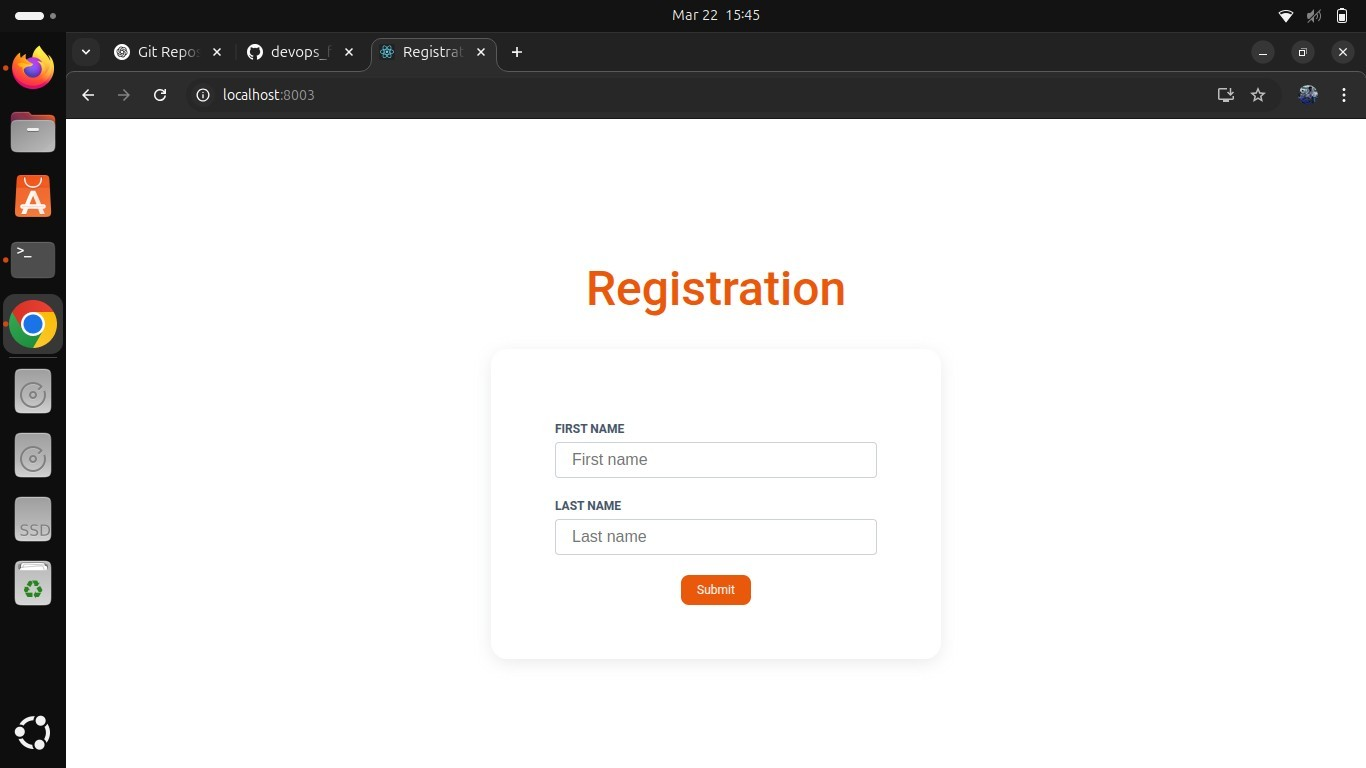 Mar 22 15:45
Git Repos
devops_f
Registrat
localhost:8003
Registration
FIRST NAME
First name
LAST NAME
Last name
Submit
>_
SSD